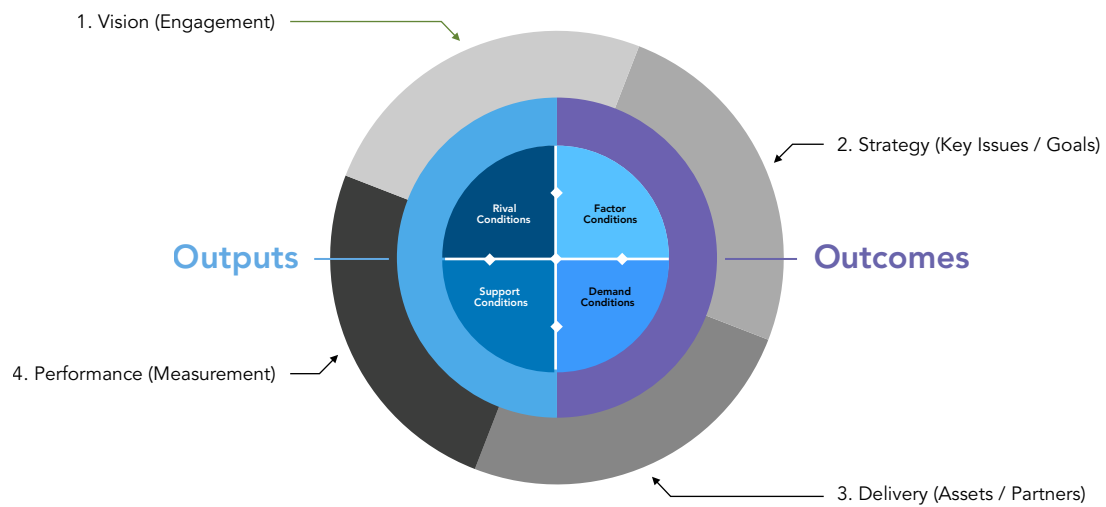 1. Vision (Engagement)
2. Strategy (Key Issues / Goals)
Rival
Conditions
Factor
Conditions
Outputs
Outcomes
Support
Conditions
Demand
Conditions
4. Performance (Measurement)
3. Delivery (Assets / Partners)